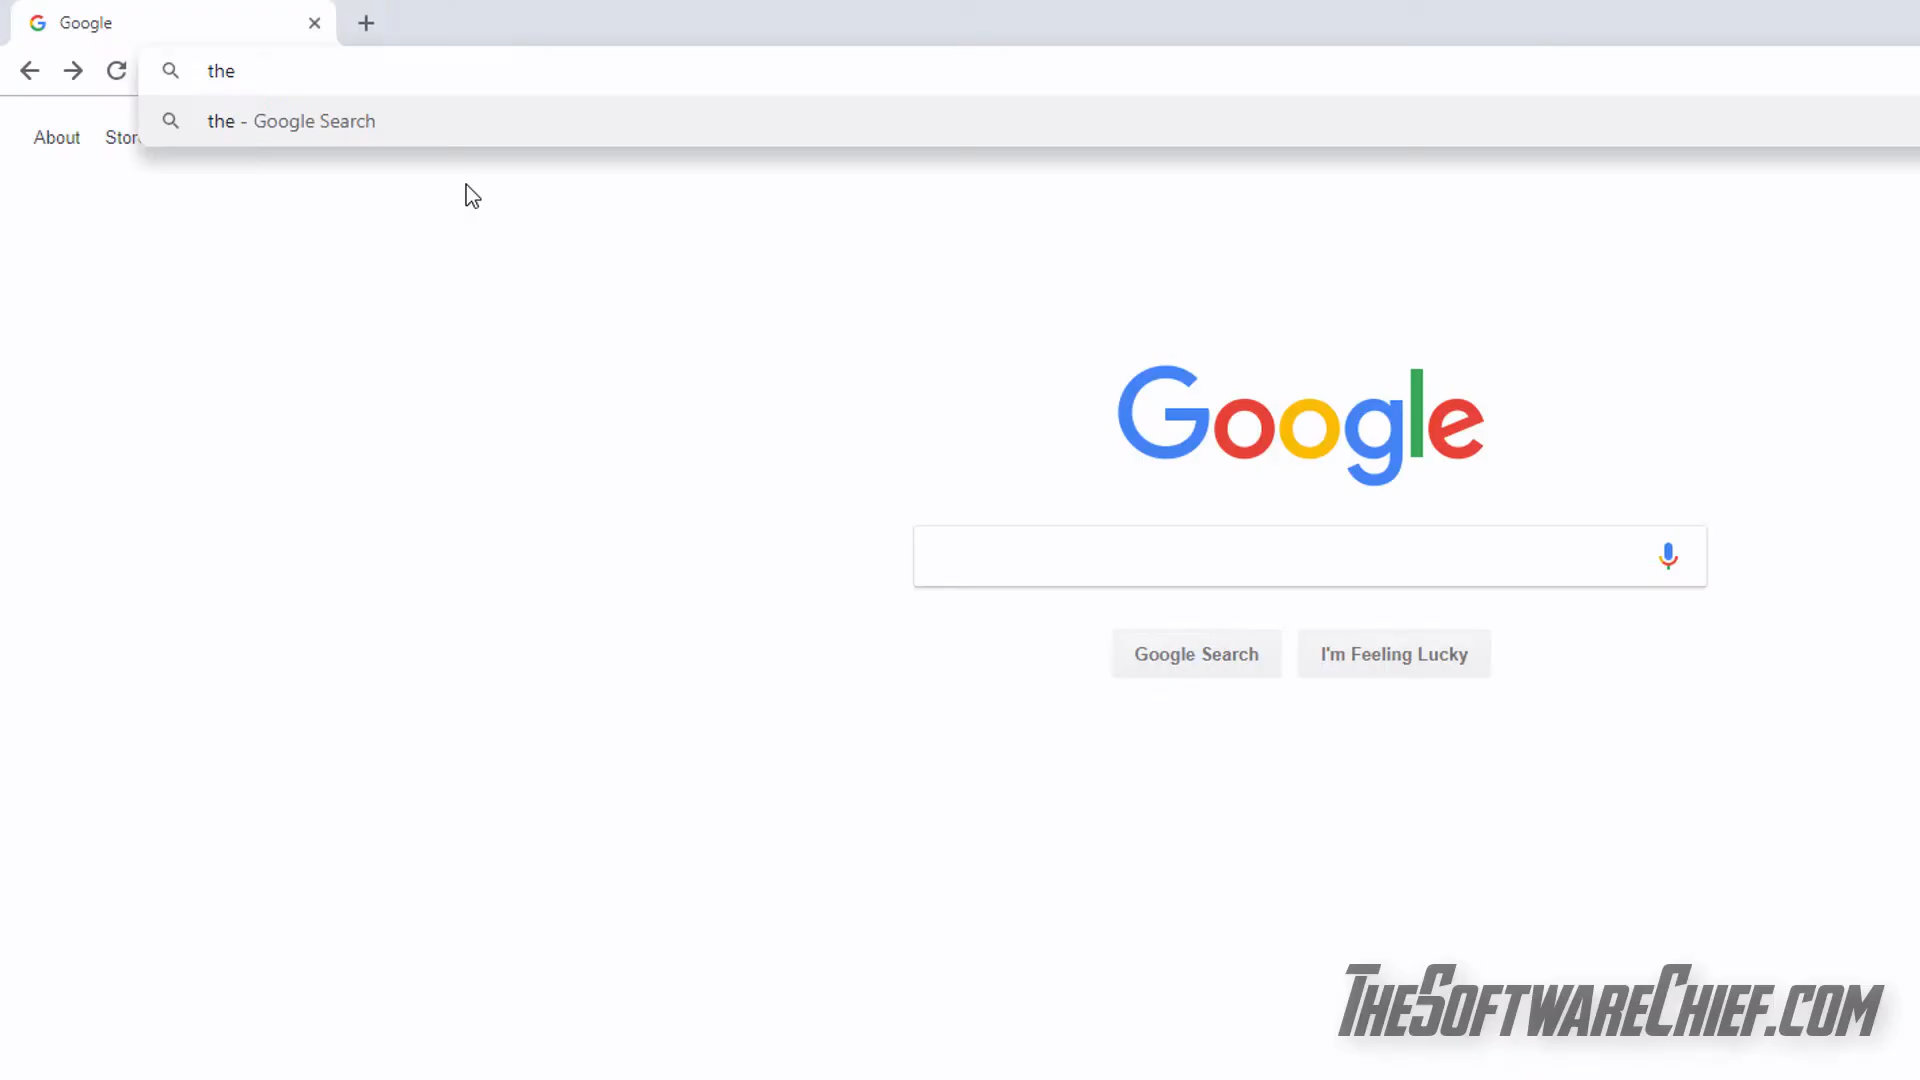 Google
the
the - Google Search
About Stor
Google
Google Search I'm Feeling Lucky
THESOFTWARECHIEF.COM